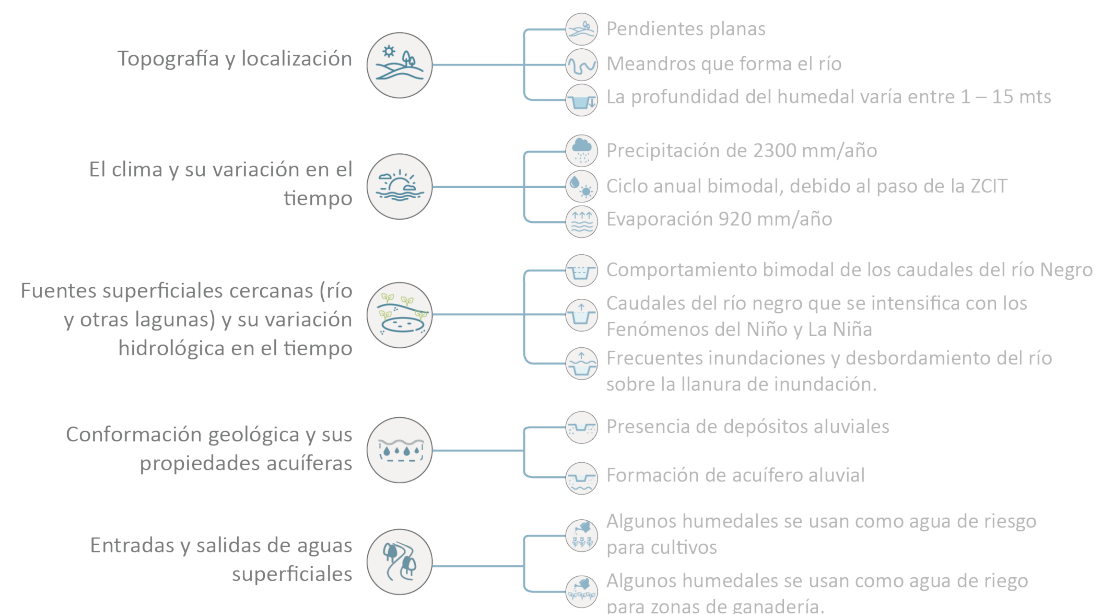 Topografía y localización
Pendientes planas
Meandros que forma el río
La profundidad del humedal varía entre 1 – 15 mts
El clima y su variación en el
tiempo
Precipitación de 2300 mm/año
Ciclo anual bimodal, debido al paso de la ZCIT
Evaporación 920 mm/año
Fuentes superficiales cercanas (río
y otras lagunas) y su variación
hidrológica en el tiempo
Comportamiento bimodal de los caudales del río Negro
Caudales del río negro que se intensifica con los
Fenómenos del Niño y La Niña
Frecuentes inundaciones y desbordamiento del río
sobre la llanura de inundación.
Conformación geológica y sus
propiedades acuíferas
Presencia de depósitos aluviales
Formación de acuífero aluvial
Entradas y salidas de aguas
superficiales
Algunos humedales se usan como agua de riesgo
para cultivos
Algunos humedales se usan como agua de riego
para zonas de ganadería.